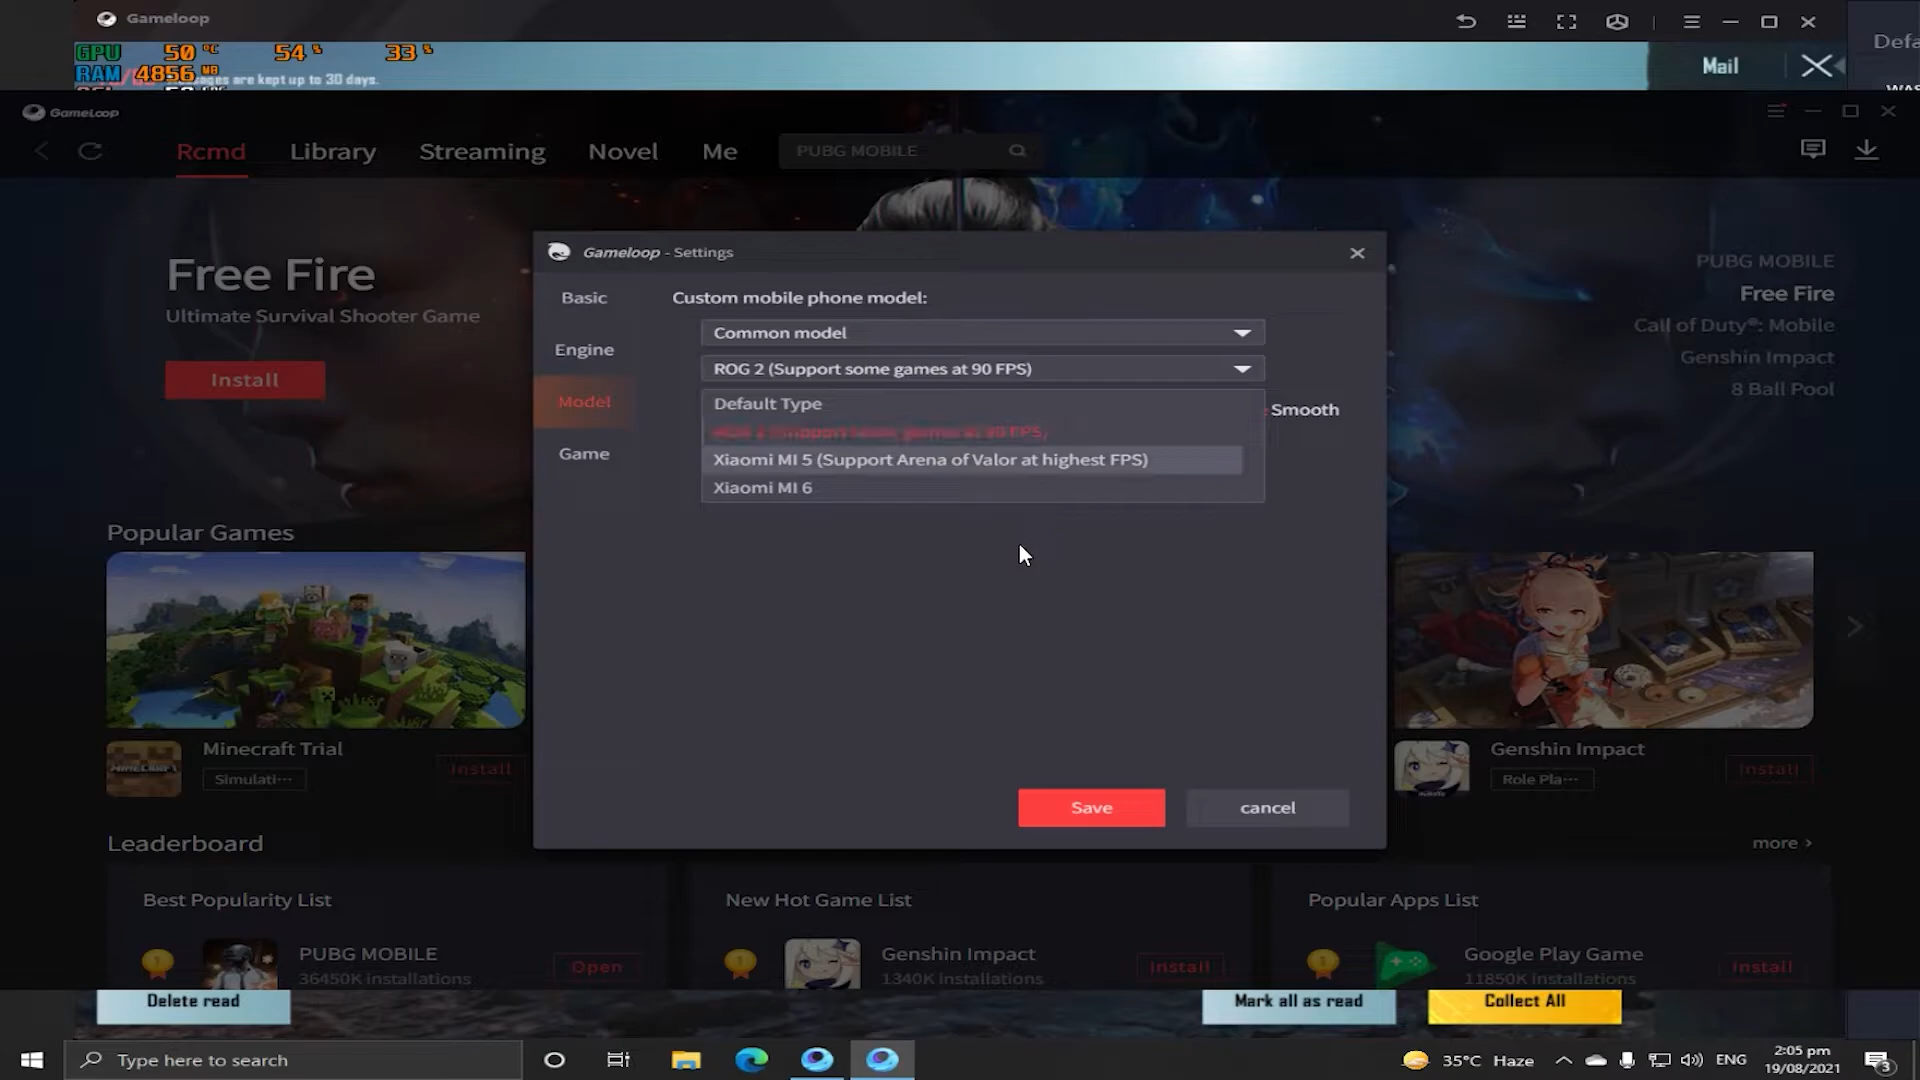 Gameloop
GPU 50 °C 54 % 33 %
RAM 4856 MB
ages are kept up to 30 days.
Mail
Defa
GameLoop
Rcmd Library Streaming Novel Me PUBG MOBILE
Free Fire
Ultimate Survival Shooter Game
Install
PUBG MOBILE
Free Fire
Call of Duty®: Mobile
Genshin Impact
8 Ball Pool
Gameloop - Settings
Basic
Engine
Model
Game
Custom mobile phone model:
Common model
ROG 2 (Support some games at 90 FPS)
Default Type
Smooth
Xiaomi MI 5 (Support Arena of Valor at highest FPS)
Xiaomi MI 6
Save cancel
Popular Games
Minecraft Trial
Simulati···
Install
Genshin Impact
Role Pla···
Install
Leaderboard
more >
Best Popularity List
PUBG MOBILE
36450K installations
Open
New Hot Game List
Genshin Impact
1340K installations
Install
Popular Apps List
Google Play Game
11850K installations
Install
Delete read
Mark all as read
Collect All
Type here to search
35°C Haze
ENG
2:05 pm
19/08/2021
3